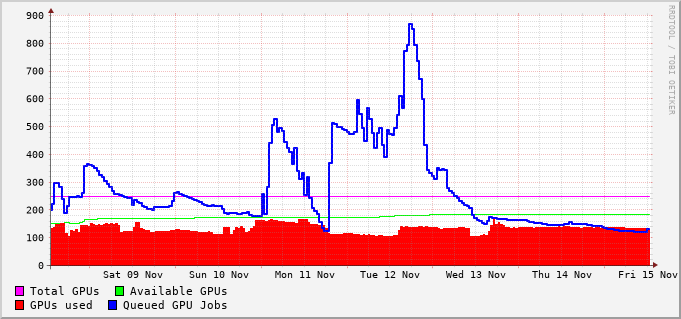 900
800
700
600
500
400
300
200
100
0
Sat 09 Nov Sun 10 Nov Mon 11 Nov Tue 12 Nov Wed 13 Nov Thu 14 Nov Fri 15 Nov
Total GPUs Available GPUs
GPUs used Queued GPU Jobs
RRDTOOL / TOBI OETIKER